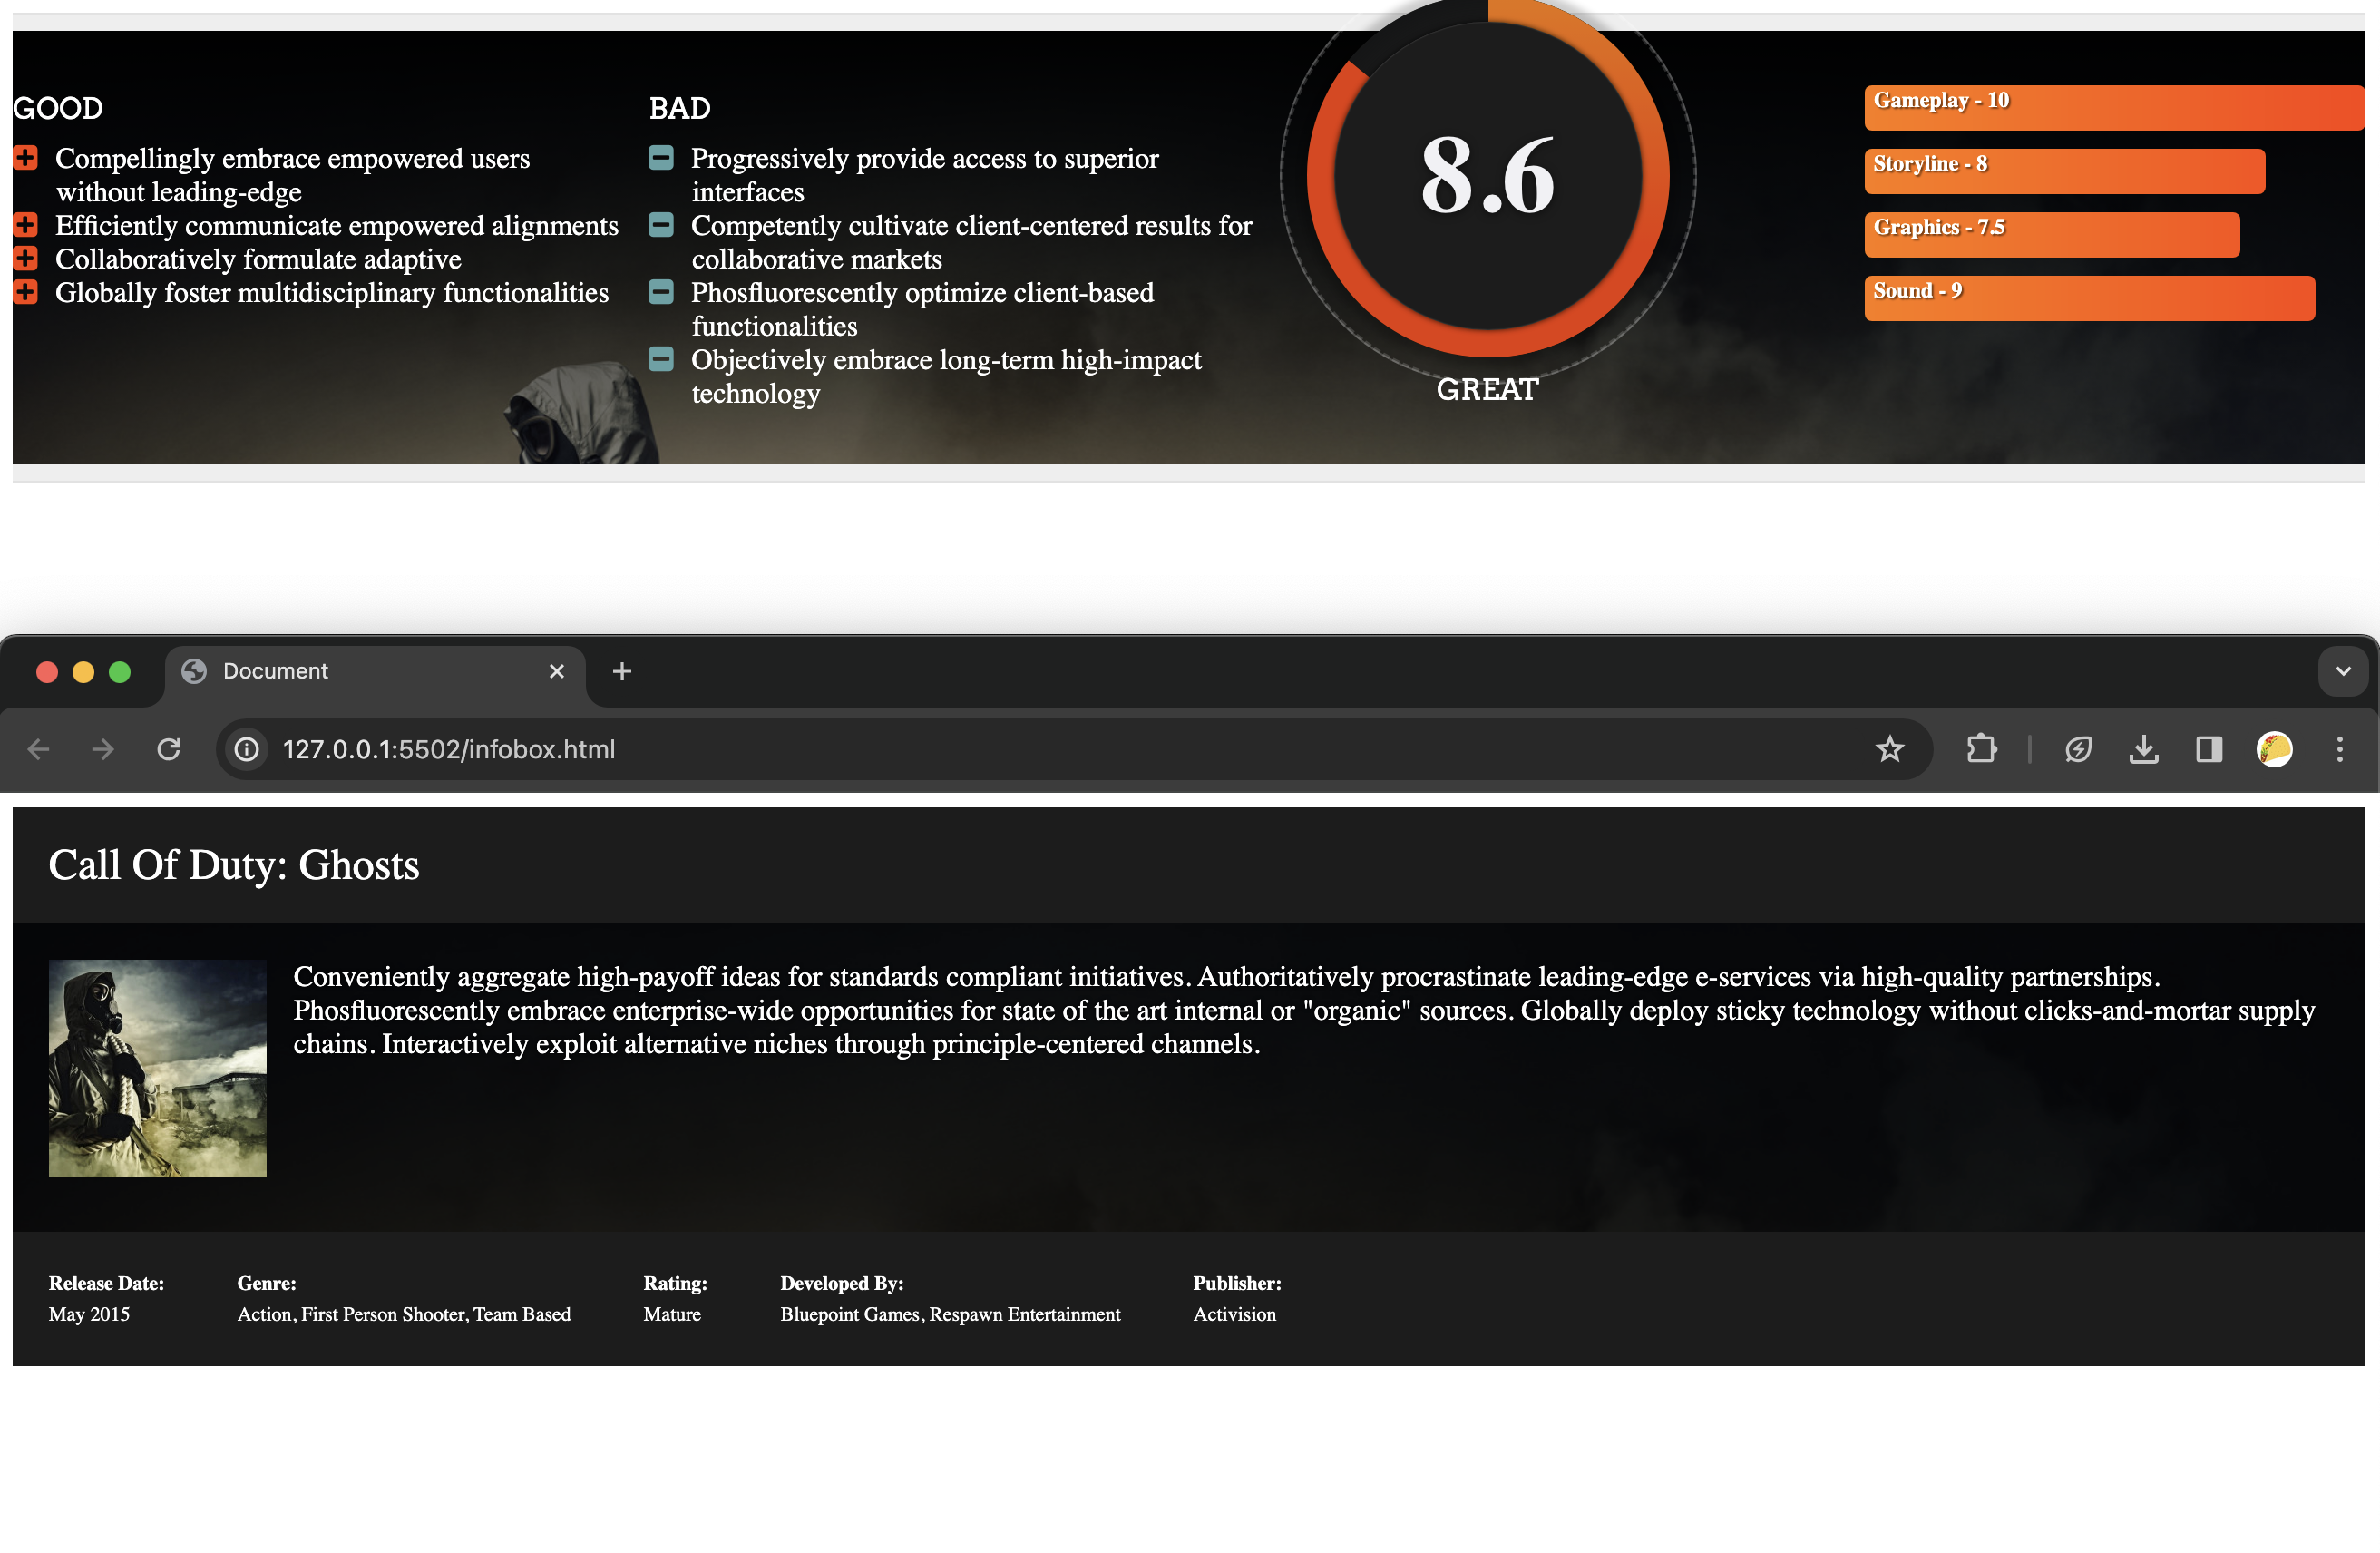 GOOD
Compellingly embrace empowered users
without leading-edge
Efficiently communicate empowered alignments
Collaboratively formulate adaptive
Globally foster multidisciplinary functionalities
BAD
Progressively provide access to superior
interfaces
Competently cultivate client-centered results for
collaborative markets
Phosfluorescently optimize client-based
functionalities
Objectively embrace long-term high-impact
technology
8.6
GREAT
Gameplay - 10
Storyline - 8
Graphics - 7.5
Sound - 9
Document
127.0.0.1:5502/infobox.html
Call Of Duty: Ghosts
Conveniently aggregate high-payoff ideas for standards compliant initiatives. Authoritatively procrastinate leading-edge e-services via high-quality partnerships.
Phosfluorescently embrace enterprise-wide opportunities for state of the art internal or "organic" sources. Globally deploy sticky technology without clicks-and-mortar supply
chains. Interactively exploit alternative niches through principle-centered channels.
Release Date:
May 2015
Genre:
Action, First Person Shooter, Team Based
Rating:
Mature
Developed By:
Bluepoint Games, Respawn Entertainment
Publisher:
Activision